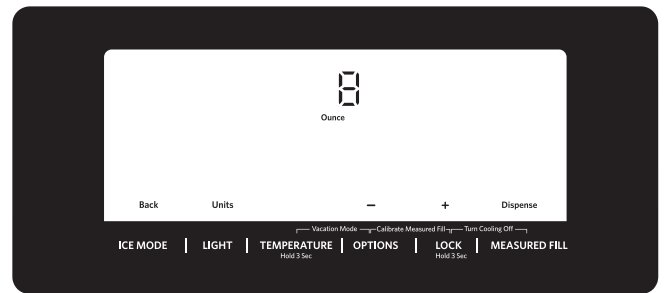 8
Ounce
Back Units − + Dispense
Vacation Mode Calibrate Measured Fill Turn Cooling Off
ICE MODE | LIGHT | TEMPERATURE | OPTIONS | LOCK | MEASURED FILL
Hold 3 Sec Hold 3 Sec